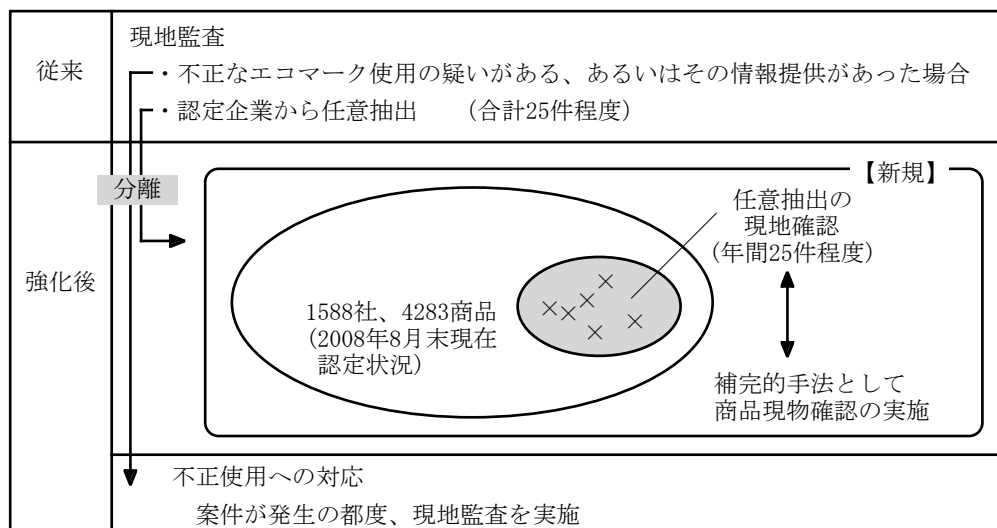 従来
現地監査
・不正なエコマーク使用の疑いがある、あるいはその情報提供があった場合
・認定企業から任意抽出　（合計25件程度）
強化後
分離
【新規】
任意抽出の
現地確認
(年間25件程度)
1588社、4283商品
(2008年8月末現在
認定状況)
補完的手法として
商品現物確認の実施
不正使用への対応
案件が発生の都度、現地監査を実施